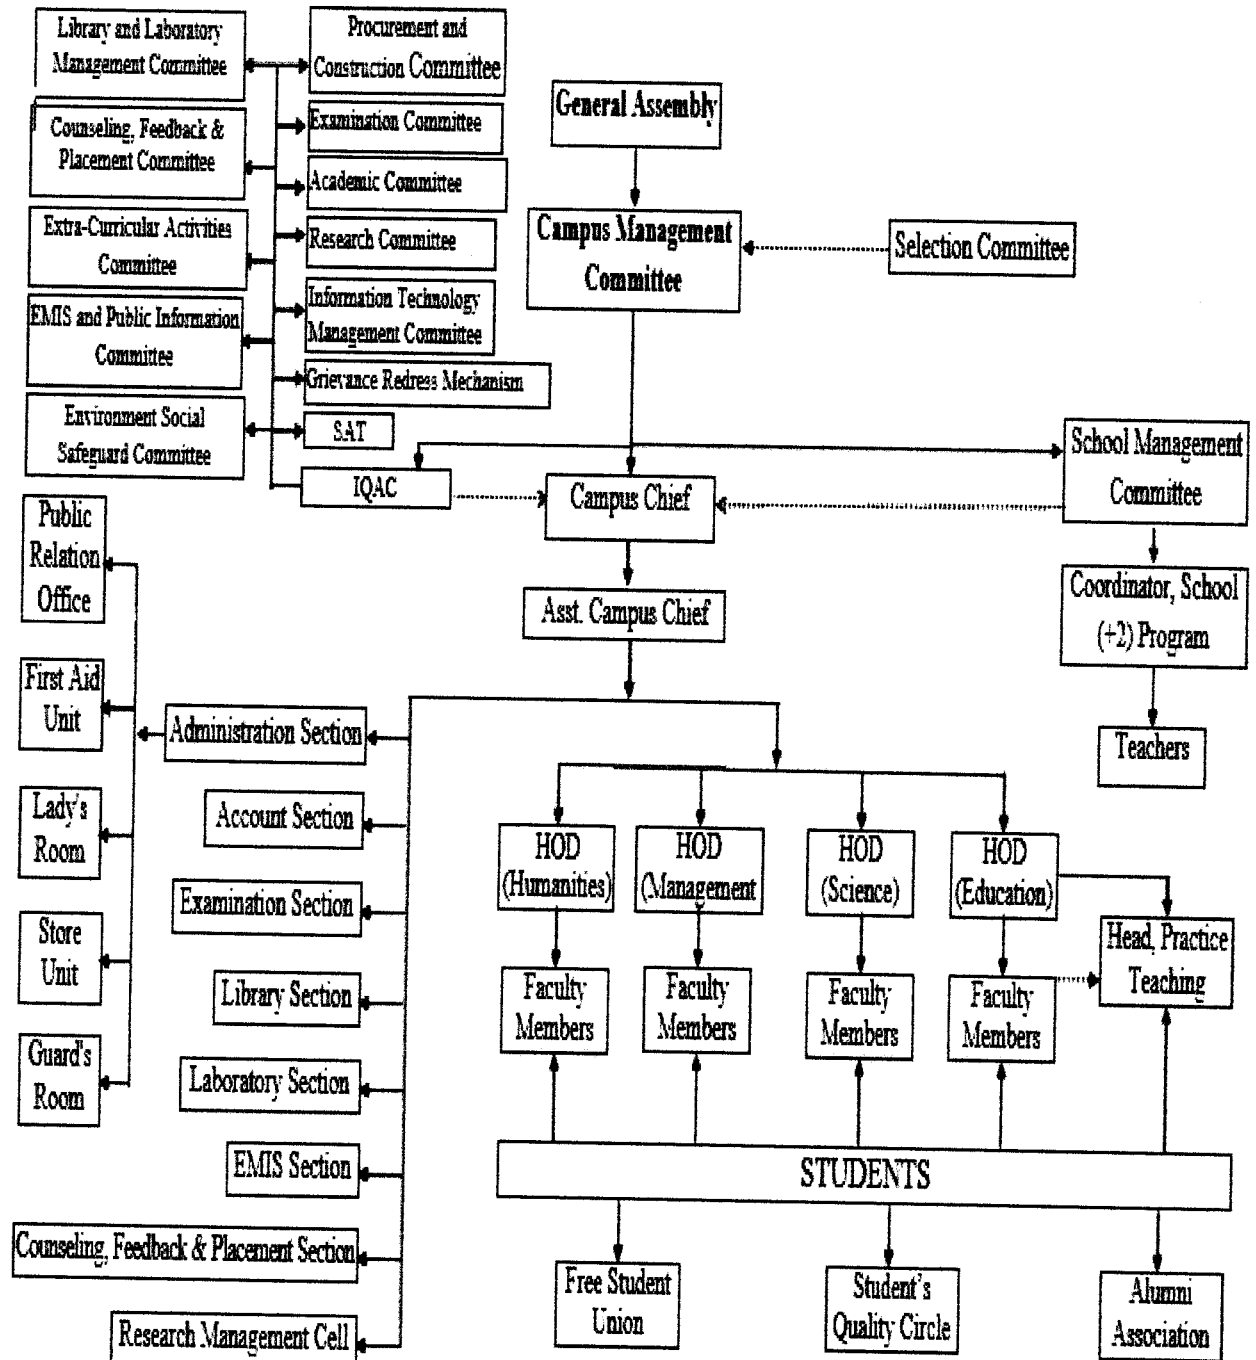 Library and Laboratory
Management Committee
Procurement and
Construction Committee
General Assembly
Counseling, Feedback &
Placement Committee
Examination Committee
Academic Committee
Extra-Curricular Activities
Committee
Research Committee
Campus Management
Committee
Selection Committee
EMIS and Public Information
Committee
Information Technology
Management Committee
Grievance Redress Mechanism
Environment Social
Safeguard Committee
SAT
IQAC
Campus Chief
School Management
Committee
Public
Relation
Office
Asst. Campus Chief
Coordinator, School
(+2) Program
First Aid
Unit
Administration Section
Teachers
Lady's
Room
Account Section
HOD
(Humanities)
HOD
(Management
HOD
(Science)
HOD
(Education)
Examination Section
Store
Unit
Head, Practice
Teaching
Library Section
Faculty
Members
Faculty
Members
Faculty
Members
Faculty
Members
Guard's
Room
Laboratory Section
EMIS Section
STUDENTS
Counseling, Feedback & Placement Section
Free Student
Union
Student's
Quality Circle
Alumni
Association
Research Management Cell